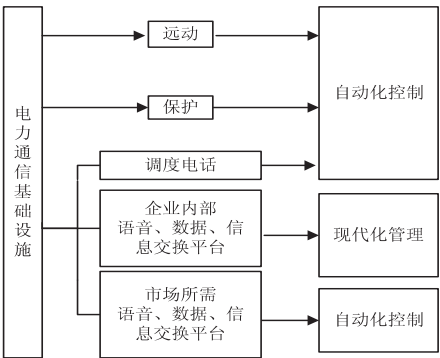 电力通信基础设施
远动
保护
调度电话
企业内部
语音、数据、信
息交换平台
市场所需
语音、数据、信
息交换平台
自动化控制
现代化管理
自动化控制